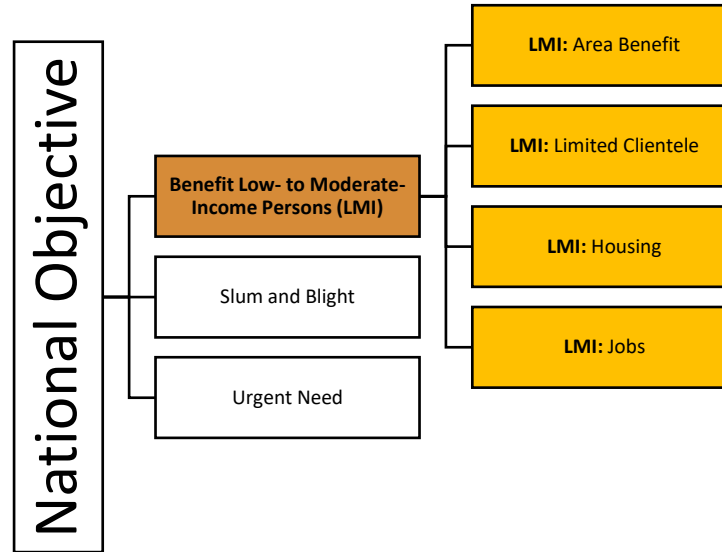 National Objective
Benefit Low- to Moderate-
Income Persons (LMI)
Slum and Blight
Urgent Need
LMI: Area Benefit
LMI: Limited Clientele
LMI: Housing
LMI: Jobs